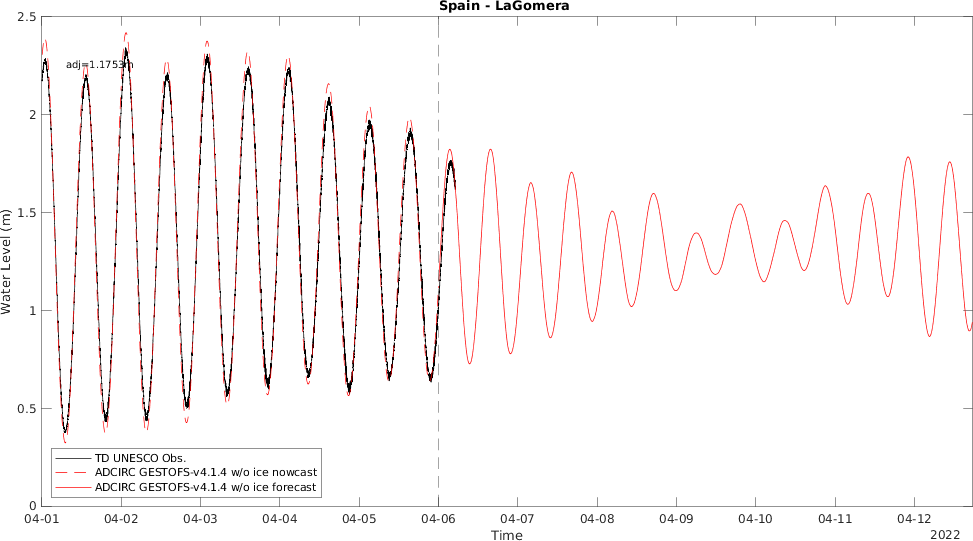 Spain - LaGomera
2.5
adj=1.1753m
2
1.5
Water Level (m)
1
0.5
TD UNESCO Obs.
ADCIRC GESTOFS-v4.1.4 w/o ice nowcast
ADCIRC GESTOFS-v4.1.4 w/o ice forecast
0
04-01 04-02 04-03 04-04 04-05 04-06 04-07 04-08 04-09 04-10 04-11 04-12
Time
2022